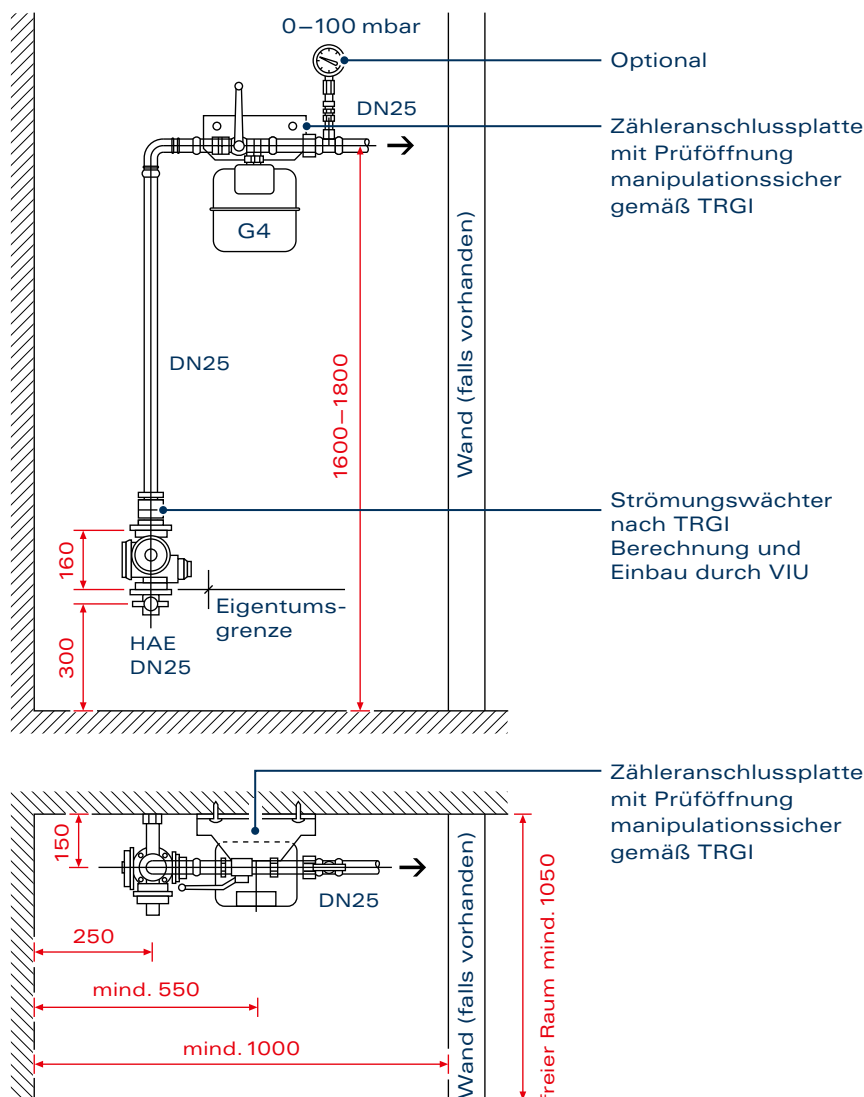 0–100 mbar
Optional
DN25
Zähleranschlussplatte
mit Prüföffnung
manipulationssicher
gemäß TRGI
G4
Wand (falls vorhanden)
DN25
1600–1800
Strömungswächter
nach TRGI
Berechnung und
Einbau durch VIU
160
Eigentums-
grenze
HAE
DN25
300
Zähleranschlussplatte
mit Prüföffnung
manipulationssicher
gemäß TRGI
150
DN25
250
mind. 550
mind. 1000
Wand (falls vorhanden)
freier Raum mind. 1050